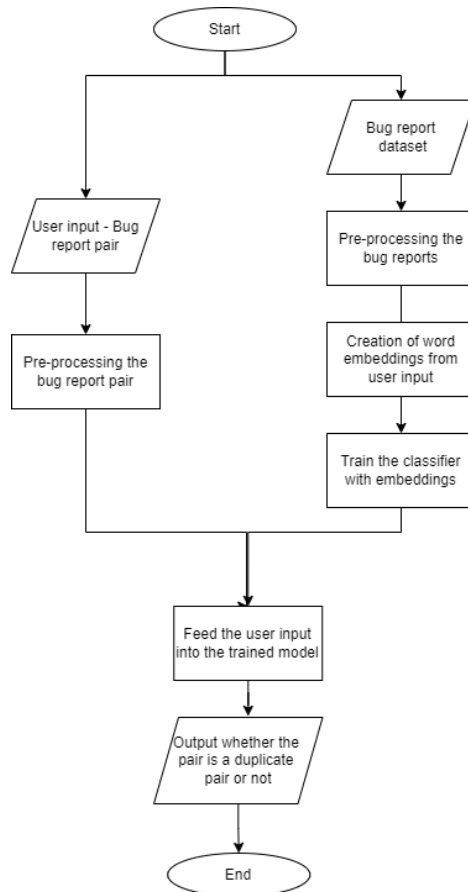 Start
Bug report
dataset
User input - Bug
report pair
Pre-processing the
bug reports
Pre-processing the
bug report pair
Creation of word
embeddings from
user input
Train the classifier
with embeddings
Feed the user input
into the trained model
Output whether the
pair is a duplicate
pair or not
End